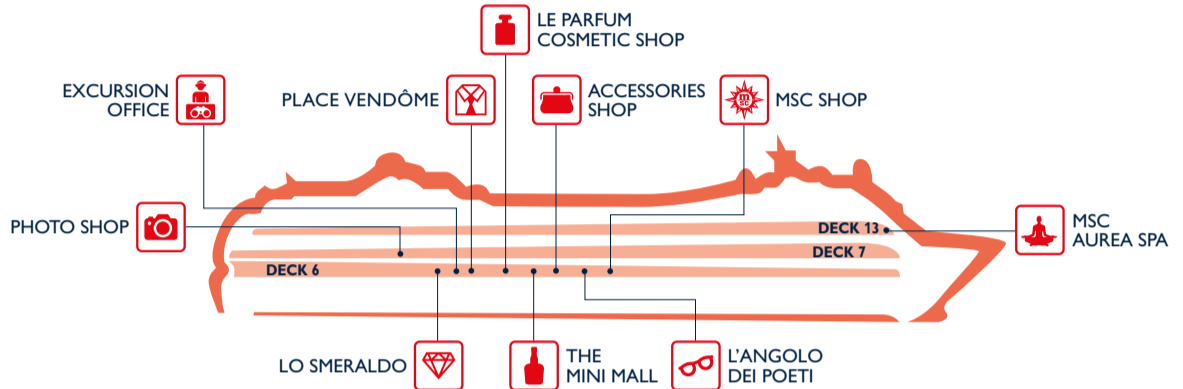 LE PARFUM
COSMETIC SHOP
EXCURSION
OFFICE
PLACE VENDÔME
ACCESSORIES
SHOP
msc
MSC SHOP
PHOTO SHOP
DECK 13
MSC
AUREA SPA
DECK 7
DECK 6
LO SMERALDO
THE
MINI MALL
L'ANGOLO
DEI POETI